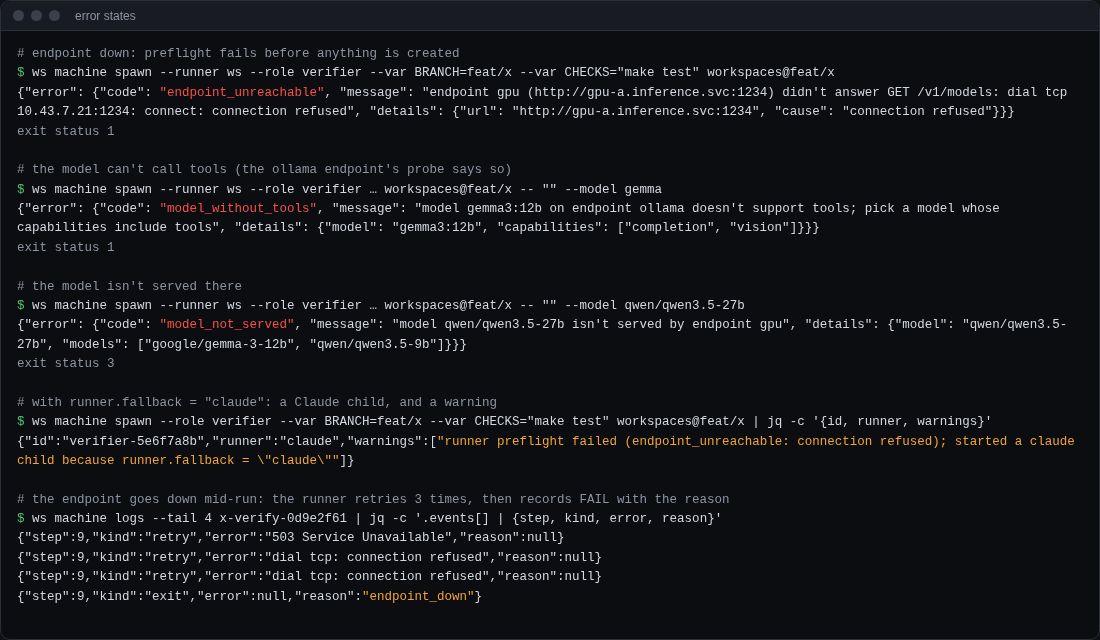 error states
# endpoint down: preflight fails before anything is created
$ ws machine spawn --runner ws --role verifier --var BRANCH=feat/x --var CHECKS="make test" workspaces@feat/x
{"error": {"code": "endpoint_unreachable", "message": "endpoint gpu (http://gpu-a.inference.svc:1234) didn't answer GET /v1/models: dial tcp
10.43.7.21:1234: connect: connection refused", "details": {"url": "http://gpu-a.inference.svc:1234", "cause": "connection refused"}}}
exit status 1
# the model can't call tools (the ollama endpoint's probe says so)
$ ws machine spawn --runner ws --role verifier … workspaces@feat/x -- "" --model gemma
{"error": {"code": "model_without_tools", "message": "model gemma3:12b on endpoint ollama doesn't support tools; pick a model whose
capabilities include tools", "details": {"model": "gemma3:12b", "capabilities": ["completion", "vision"]}}}
exit status 1
# the model isn't served there
$ ws machine spawn --runner ws --role verifier … workspaces@feat/x -- "" --model qwen/qwen3.5-27b
{"error": {"code": "model_not_served", "message": "model qwen/qwen3.5-27b isn't served by endpoint gpu", "details": {"model": "qwen/qwen3.5-
27b", "models": ["google/gemma-3-12b", "qwen/qwen3.5-9b"]}}}
exit status 3
# with runner.fallback = "claude": a Claude child, and a warning
$ ws machine spawn --role verifier --var BRANCH=feat/x --var CHECKS="make test" workspaces@feat/x | jq -c '{id, runner, warnings}'
{"id":"verifier-5e6f7a8b","runner":"claude","warnings":["runner preflight failed (endpoint_unreachable: connection refused); started a claude
child because runner.fallback = \"claude\""]}
# the endpoint goes down mid-run: the runner retries 3 times, then records FAIL with the reason
$ ws machine logs --tail 4 x-verify-0d9e2f61 | jq -c '.events[] | {step, kind, error, reason}'
{"step":9,"kind":"retry","error":"503 Service Unavailable","reason":null}
{"step":9,"kind":"retry","error":"dial tcp: connection refused","reason":null}
{"step":9,"kind":"retry","error":"dial tcp: connection refused","reason":null}
{"step":9,"kind":"exit","error":null,"reason":"endpoint_down"}